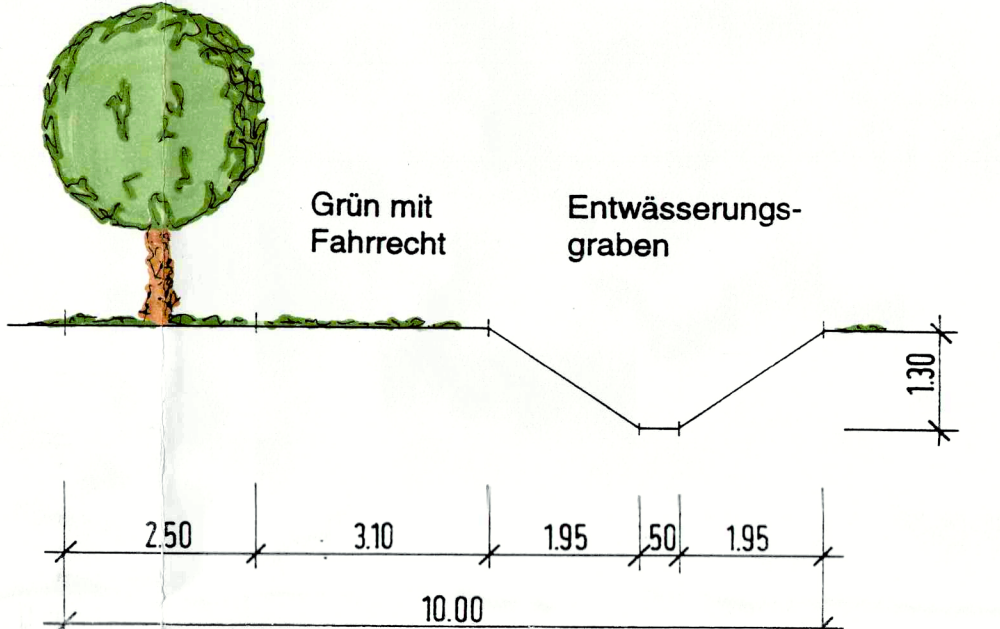 Grün mit
Fahrrecht
Entwässerungs-
graben
1.30
2.50
3.10
1.95
50
1.95
10.00